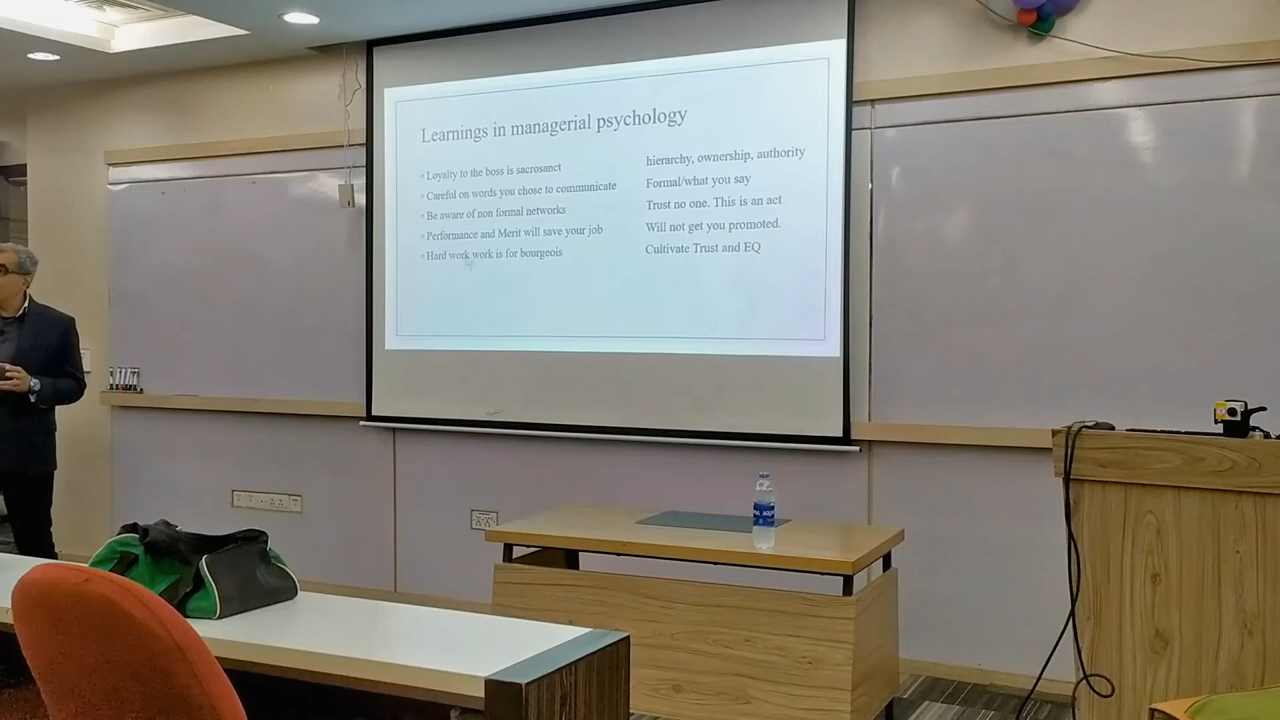 Learnings in managerial psychology
Loyalty to the boss is sacrosanct
Careful on words you chose to communicate
Be aware of non formal networks
Performance and Merit will save your job
Hard work work is for bourgeois
hierarchy, ownership, authority
Formal/what you say
Trust no one. This is an act
Will not get you promoted.
Cultivate Trust and EQ